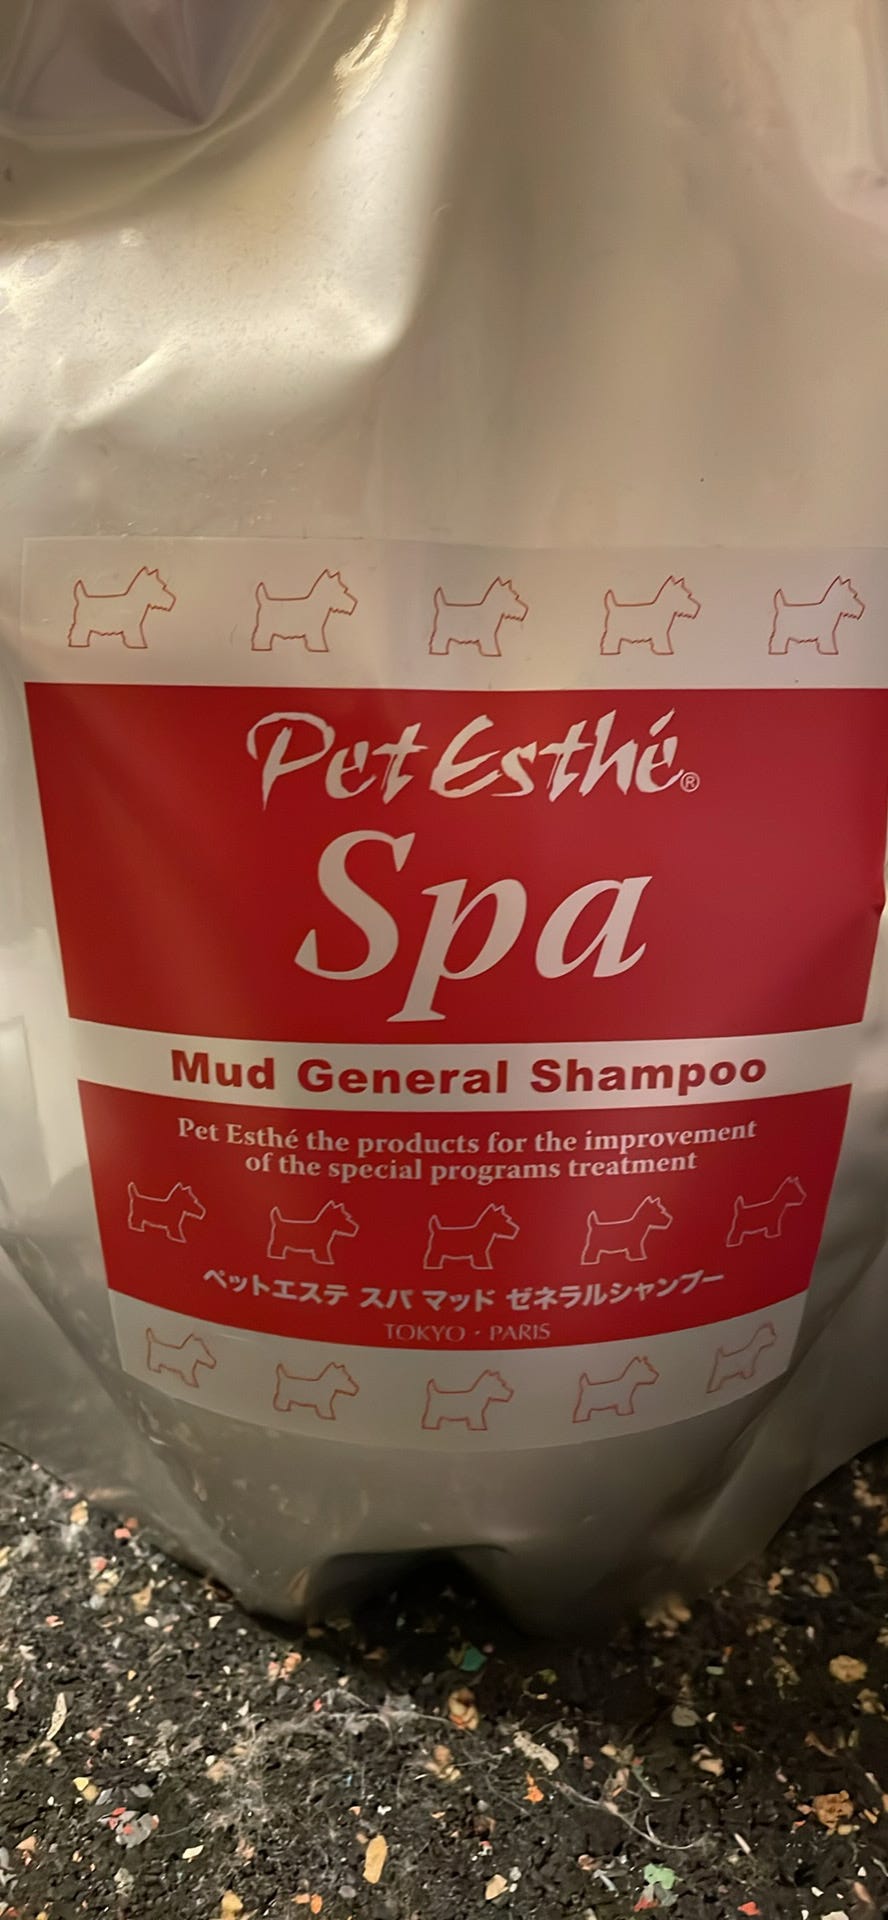 Pet Esthé®
Spa
Mud General Shampoo
Pet Esthé the products for the improvement
of the special programs treatment
ペットエステ スパ マッド ゼネラルシャンプー
TOKYO・PARIS